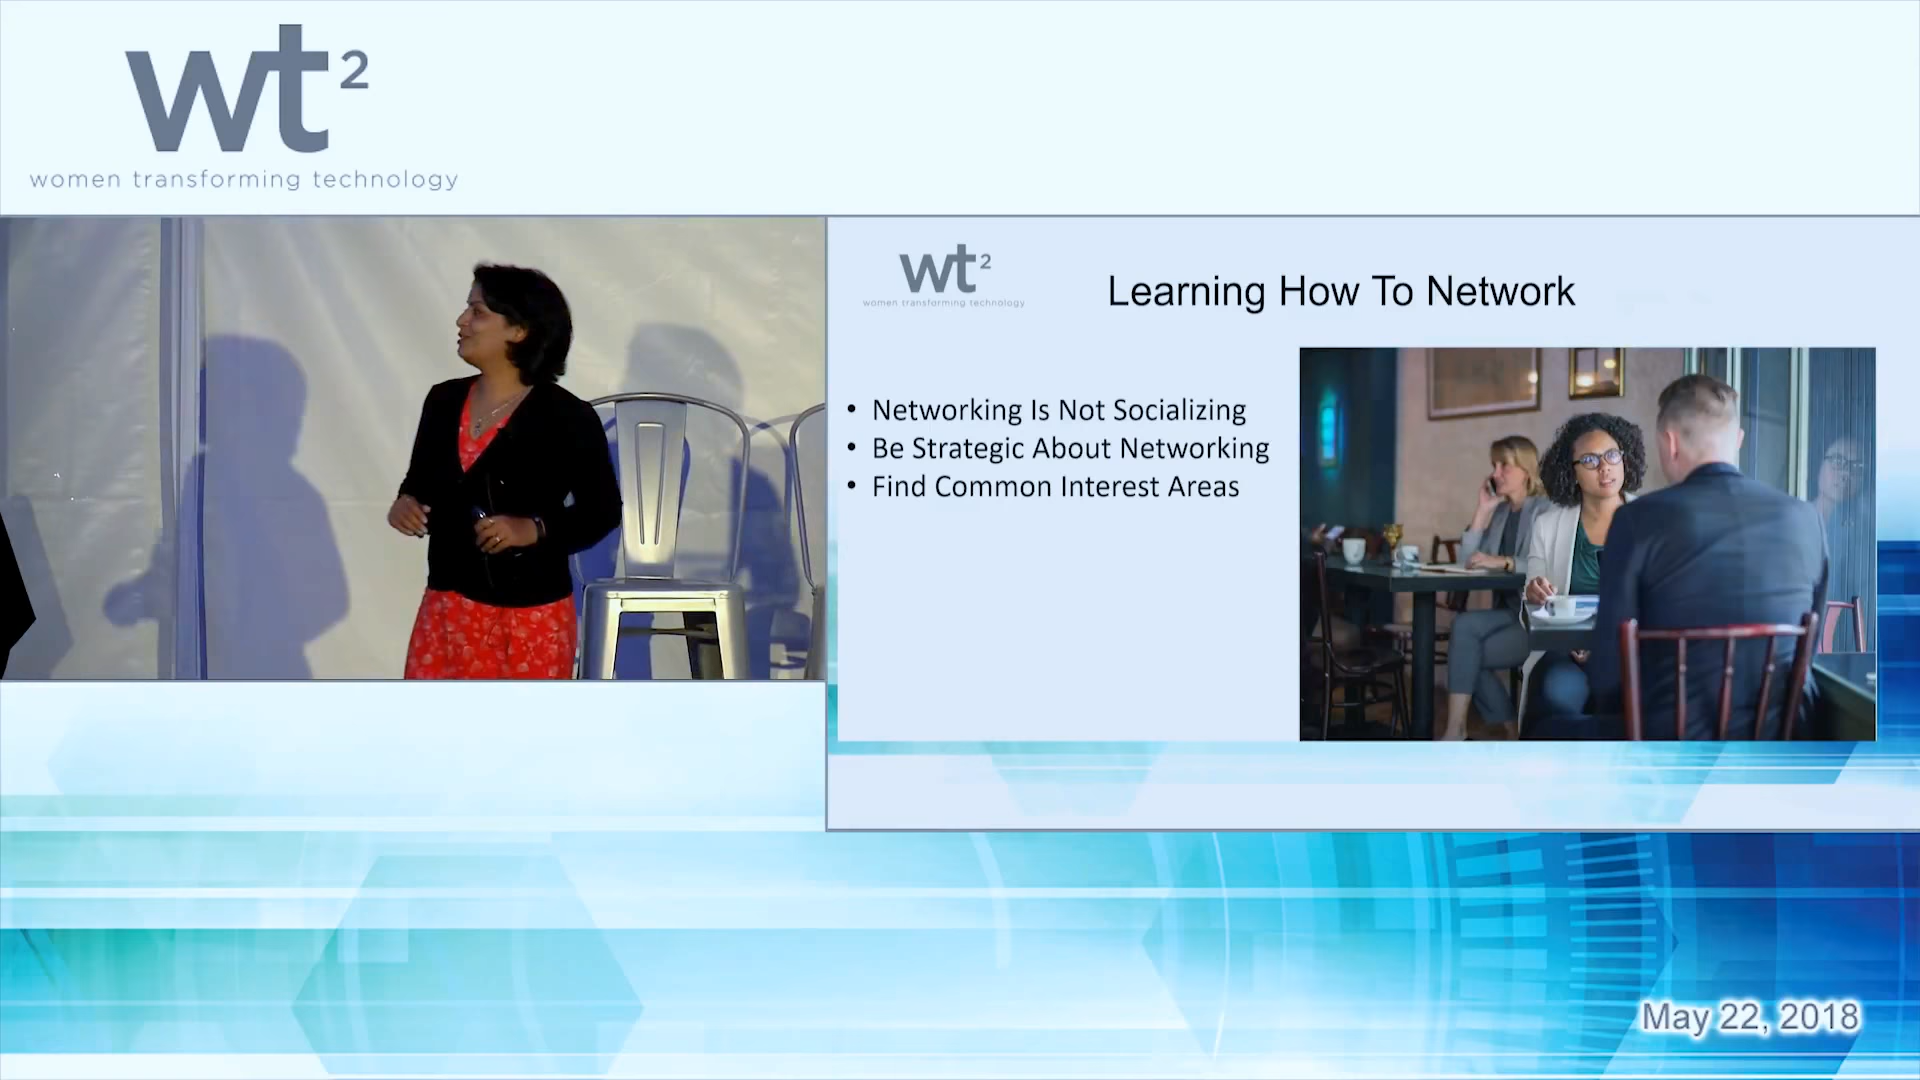 wt2
women transforming technology
wt2
women transforming technology
Learning How To Network
• Networking Is Not Socializing
• Be Strategic About Networking
• Find Common Interest Areas
May 22, 2018